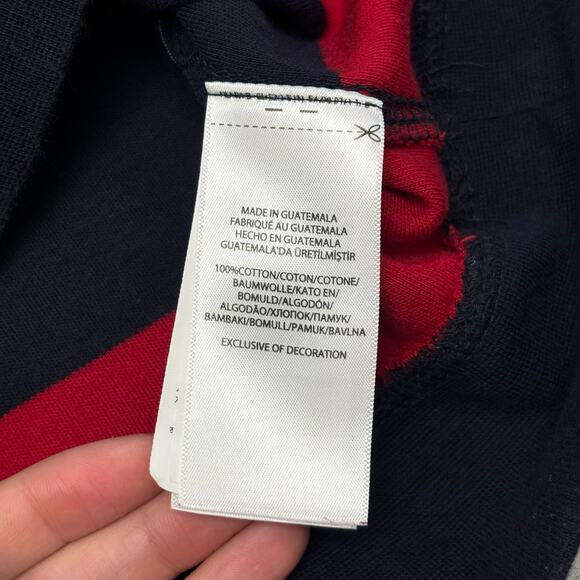 MADE IN GUATEMALA
FABRIQUÉ AU GUATEMALA
HECHO EN GUATEMALA
GUATEMALA'DA ÜRETİLMİŞTİR
100%COTTON/COTON/COTONE/
BAUMWOLLE/KATO EN/
BOMULD/ALGODÓN/
ALGODÃO/ХЛОПОК/ПАМУК/
BAMBAKI/BOMULL/PAMUK/BAVLNA
EXCLUSIVE OF DECORATION